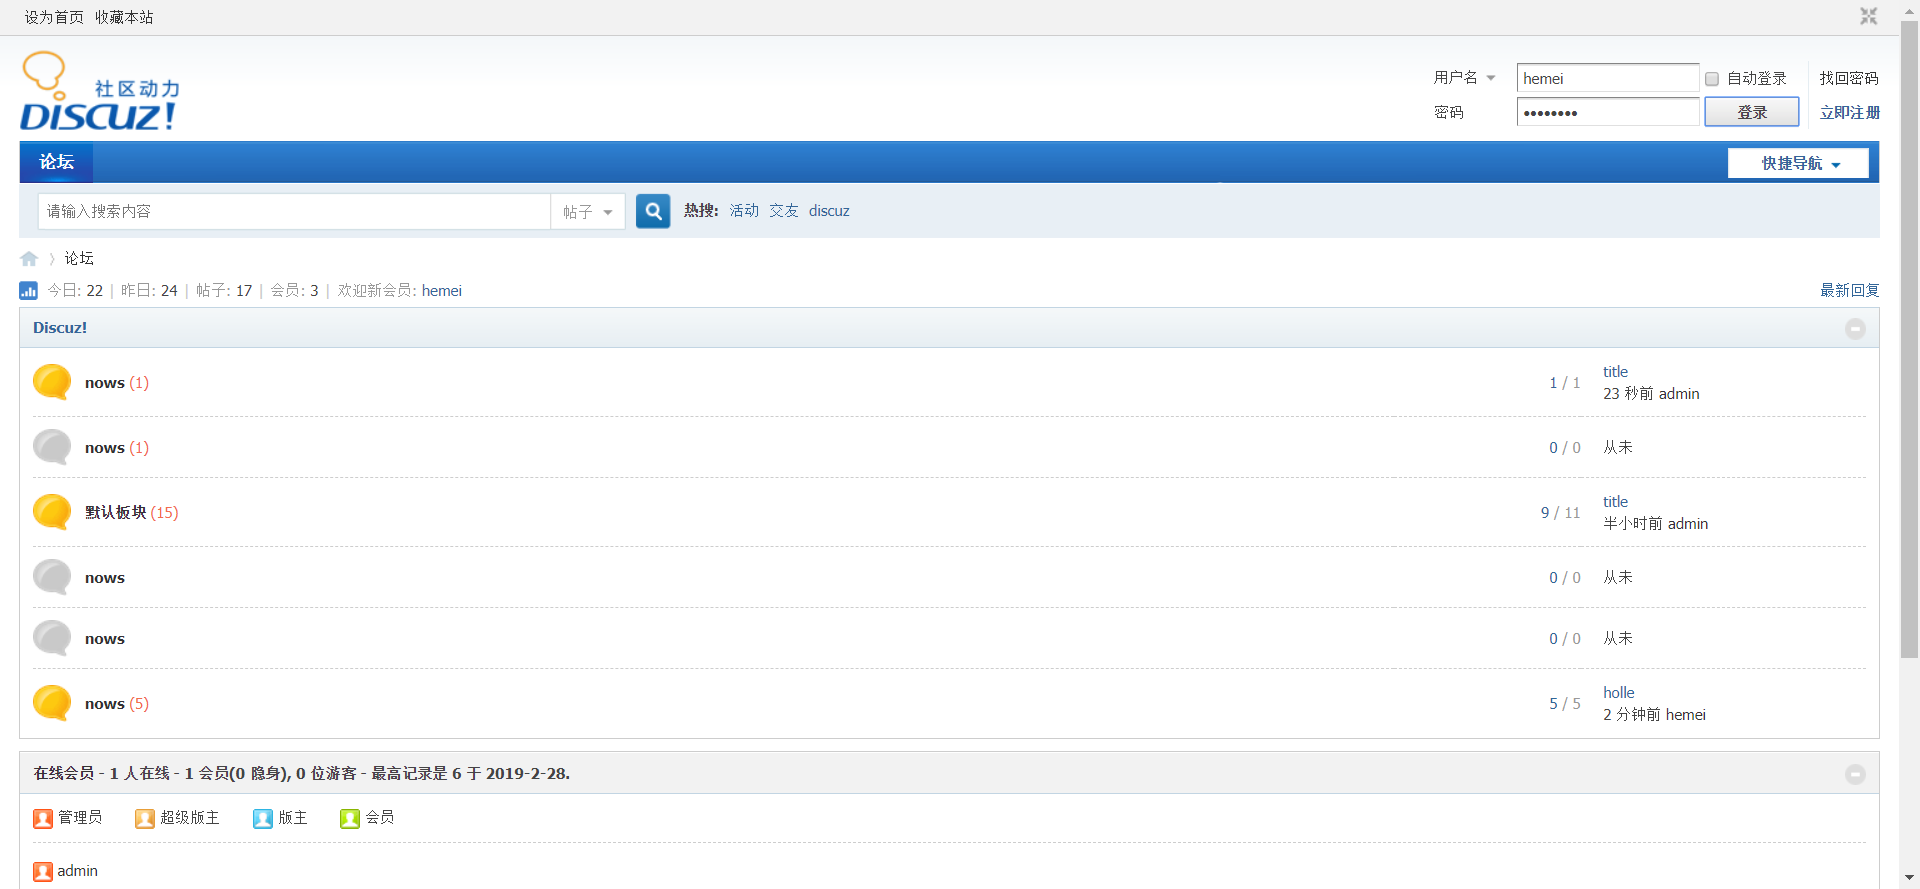 设为首页 收藏本站
社区动力
DISCUZ!
用户名 hemei 自动登录 找回密码
密码 •••••••• 登录 立即注册
论坛 快捷导航
请输入搜索内容 帖子 热搜: 活动 交友 discuz
论坛
今日: 22 | 昨日: 24 | 帖子: 17 | 会员: 3 | 欢迎新会员: hemei 最新回复
Discuz!
nows (1) 1 / 1 title
23 秒前 admin
nows (1) 0 / 0 从未
默认板块 (15) 9 / 11 title
半小时前 admin
nows 0 / 0 从未
nows 0 / 0 从未
nows (5) 5 / 5 holle
2 分钟前 hemei
在线会员 - 1 人在线 - 1 会员(0 隐身), 0 位游客 - 最高记录是 6 于 2019-2-28.
管理员 超级版主 版主 会员
admin